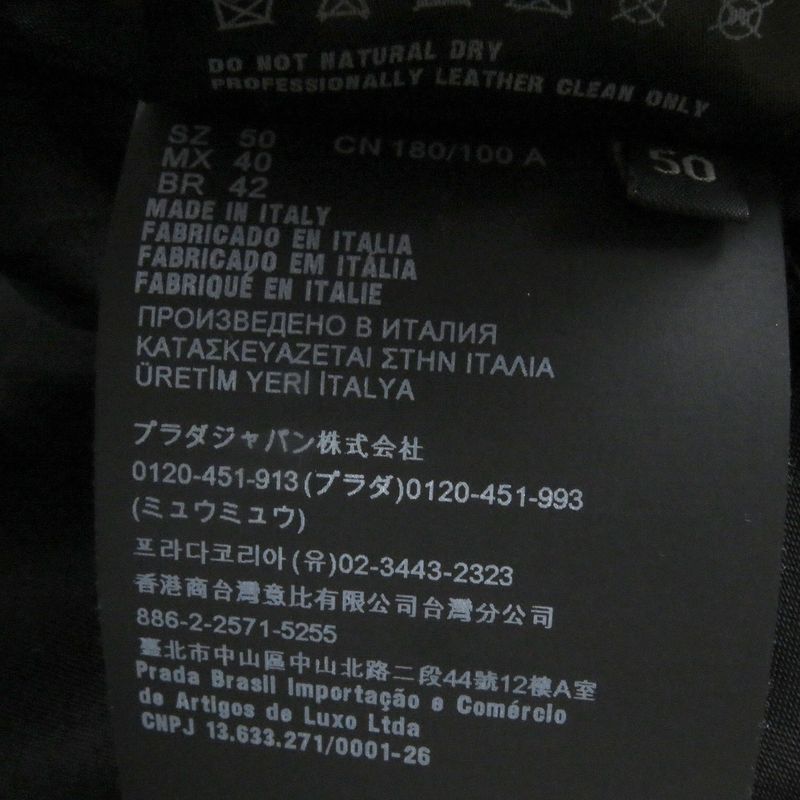 DO NOT NATURAL DRY
PROFESSIONALLY LEATHER CLEAN ONLY
SZ 50 CN 180/100 A
MX 40
BR 42
50
MADE IN ITALY
FABRICADO EN ITALIA
FABRICADO EM ITÁLIA
FABRIQUÉ EN ITALIE
ПРОИЗВЕДЕНО В ИТАЛИЯ
ΚΑΤΑΣΚΕΥΑΖΕΤΑΙ ΣΤΗΝ ΙΤΑΛΙΑ
ÜRETİM YERİ İTALYA
プラダジャパン株式会社
0120-451-913(プラダ)0120-451-993
(ミュウミュウ)
프라다코리아(유)02-3443-2323
香港商台灣意比有限公司台灣分公司
886-2-2571-5255
臺北市中山區中山北路二段44號12樓A室
Prada Brasil Importação e Comércio
de Artigos de Luxo Ltda
CNPJ 13.633.271/0001-26